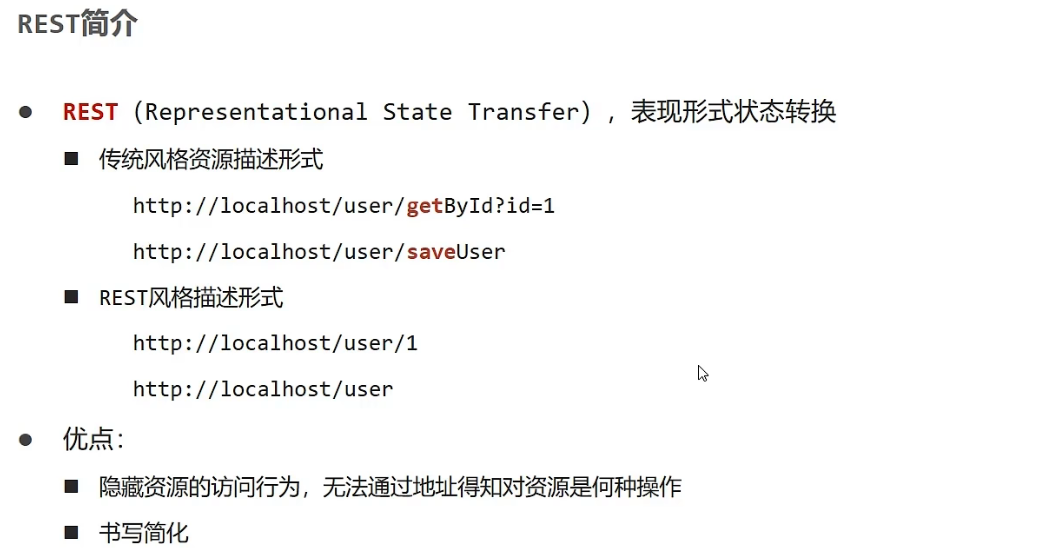 REST简介
REST（Representational State Transfer），表现形式状态转换
传统风格资源描述形式
http://localhost/user/getById?id=1
http://localhost/user/saveUser
REST风格描述形式
http://localhost/user/1
http://localhost/user
优点：
隐藏资源的访问行为，无法通过地址得知对资源是何种操作
书写简化